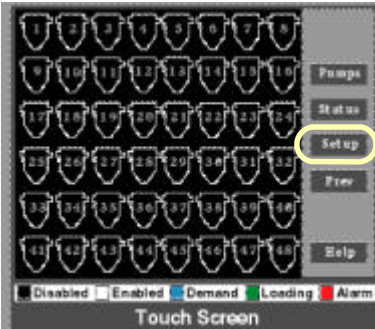 1 2 3 4 5 6 7 8
9 10 11 12 13 14 15 16
Pumps
17 18 19 20 21 22 23 24
Status
Setup
25 26 27 28 29 30 31 32
Prev
33 34 35 36 37 38 39 40
41 42 43 44 45 46 47 48
Help
Disabled Enabled Demand Loading Alarm
Touch Screen